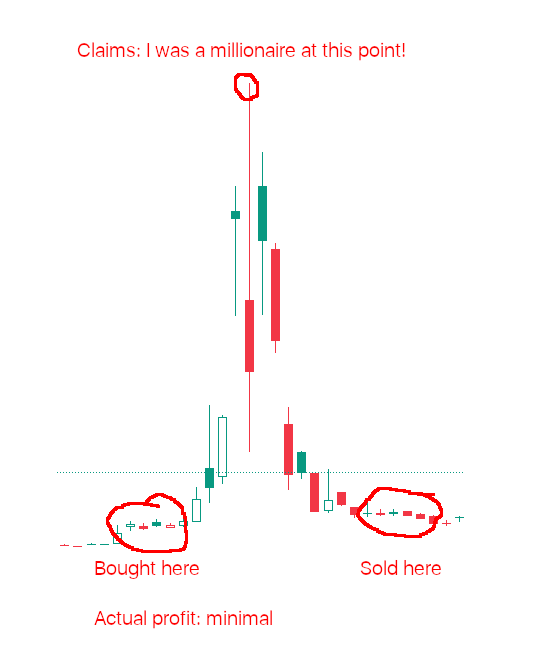 Claims: I was a millionaire at this point!
Bought here
Sold here
Actual profit: minimal